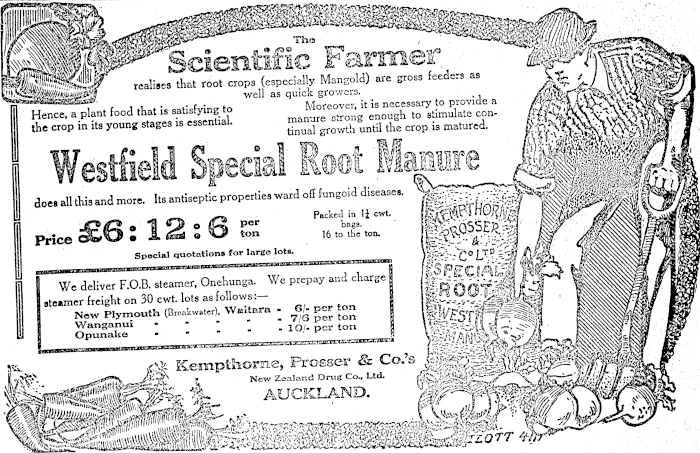 The
Scientific Farmer
realises that root crops (especially Mangold) are gross feeders as
well as quick growers.
Hence, a plant food that is satisfying to
the crop in its young stages is essential.
Moreover, it is necessary to provide a
manure strong enough to stimulate con-
tinual growth until the crop is matured.
Westfield Special Root Manure
does all this and more. Its antiseptic properties ward off fungoid diseases.
Price £6:12:6 per
ton
Packed in 1¼ cwt.
bags.
16 to the ton.
Special quotations for large lots.
We deliver F.O.B. steamer, Onehunga. We prepay and charge
steamer freight on 30 cwt. lots as follows:—
New Plymouth (Breakwater), Waitara - 6/- per ton
Wanganui - - - - 7/6 per ton
Opunake - - - - 10/- per ton
Kempthorne, Prosser & Co.'s
New Zealand Drug Co., Ltd.
AUCKLAND.
KEMPTHORNE
PROSSER
&
CO LTD
SPECIAL
ROOT
WEST
MAN
ILOTT